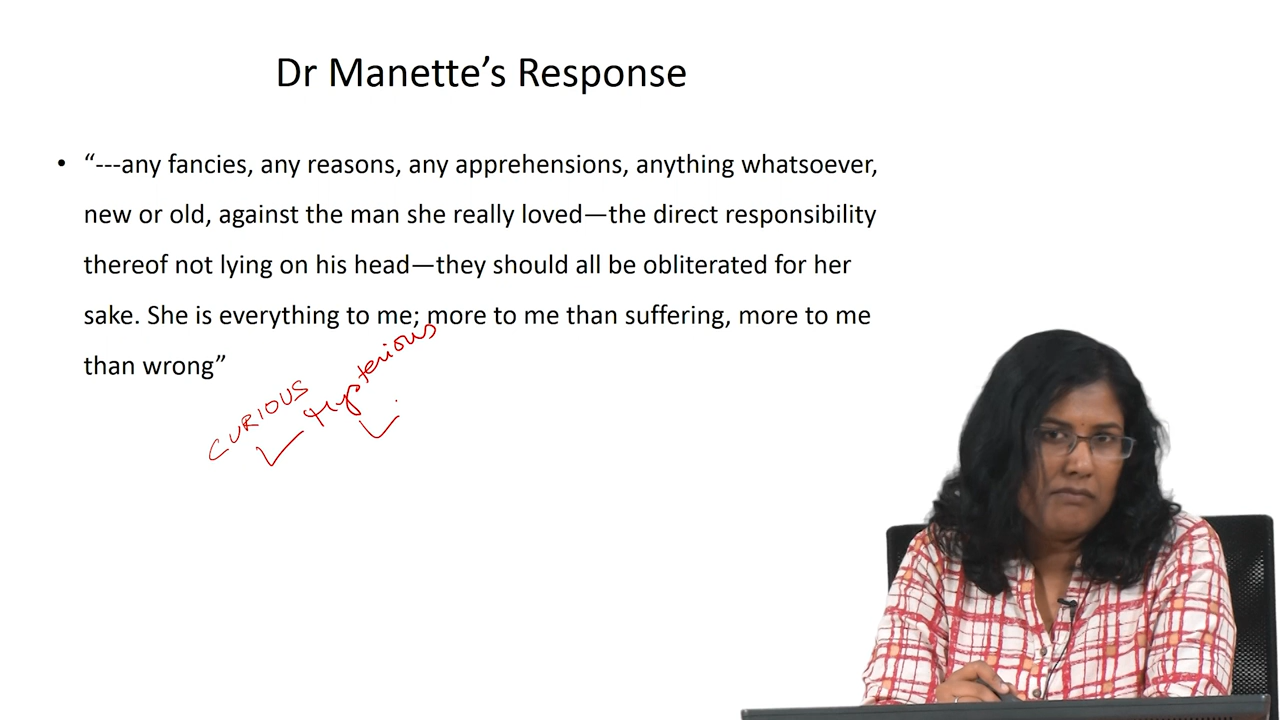 Dr Manette’s Response
• “---any fancies, any reasons, any apprehensions, anything whatsoever,
new or old, against the man she really loved—the direct responsibility
thereof not lying on his head—they should all be obliterated for her
sake. She is everything to me; more to me than suffering, more to me
than wrong”
CURIOUS
Mysterious